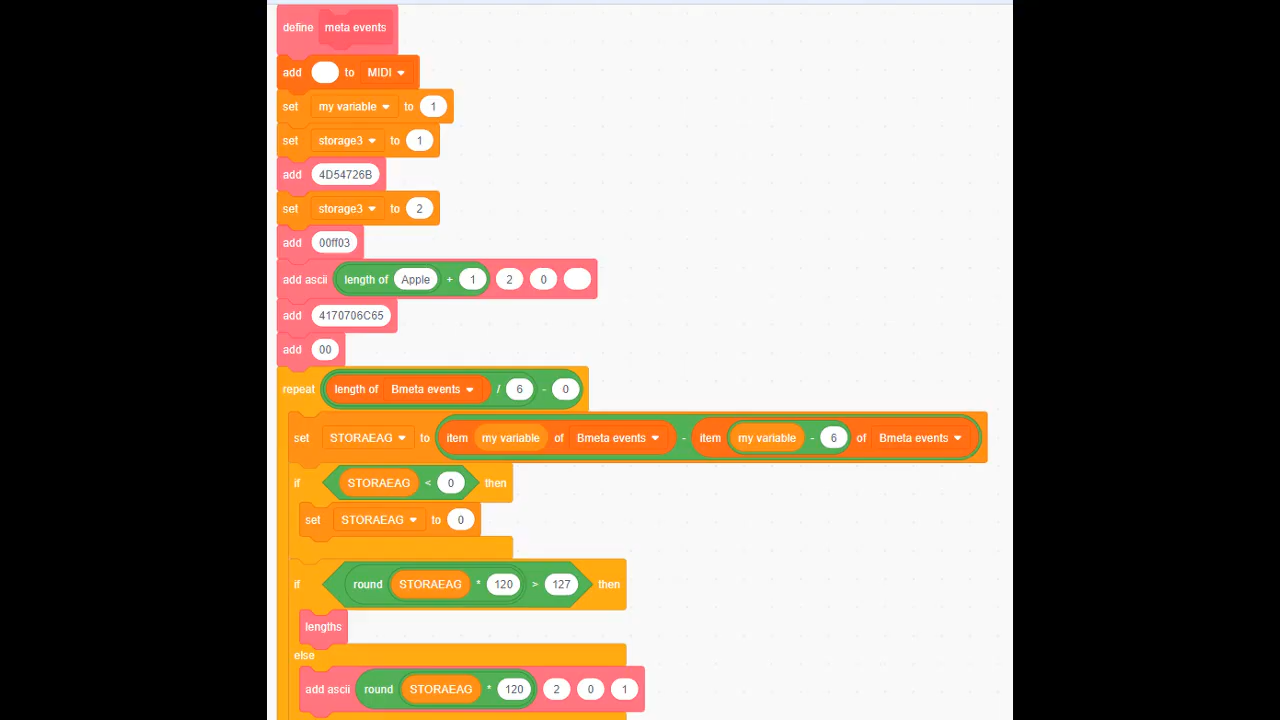 define meta events
add to MIDI
set my variable to 1
set storage3 to 1
add 4D54726B
set storage3 to 2
add 00ff03
add ascii length of Apple + 1 2 0
add 4170706C65
add 00
repeat length of Bmeta events / 6 - 0
set STORAEAG to item my variable of Bmeta events - item my variable - 6 of Bmeta events
if STORAEAG < 0 then
set STORAEAG to 0
if round STORAEAG * 120 > 127 then
lengths
else
add ascii round STORAEAG * 120 2 0 1